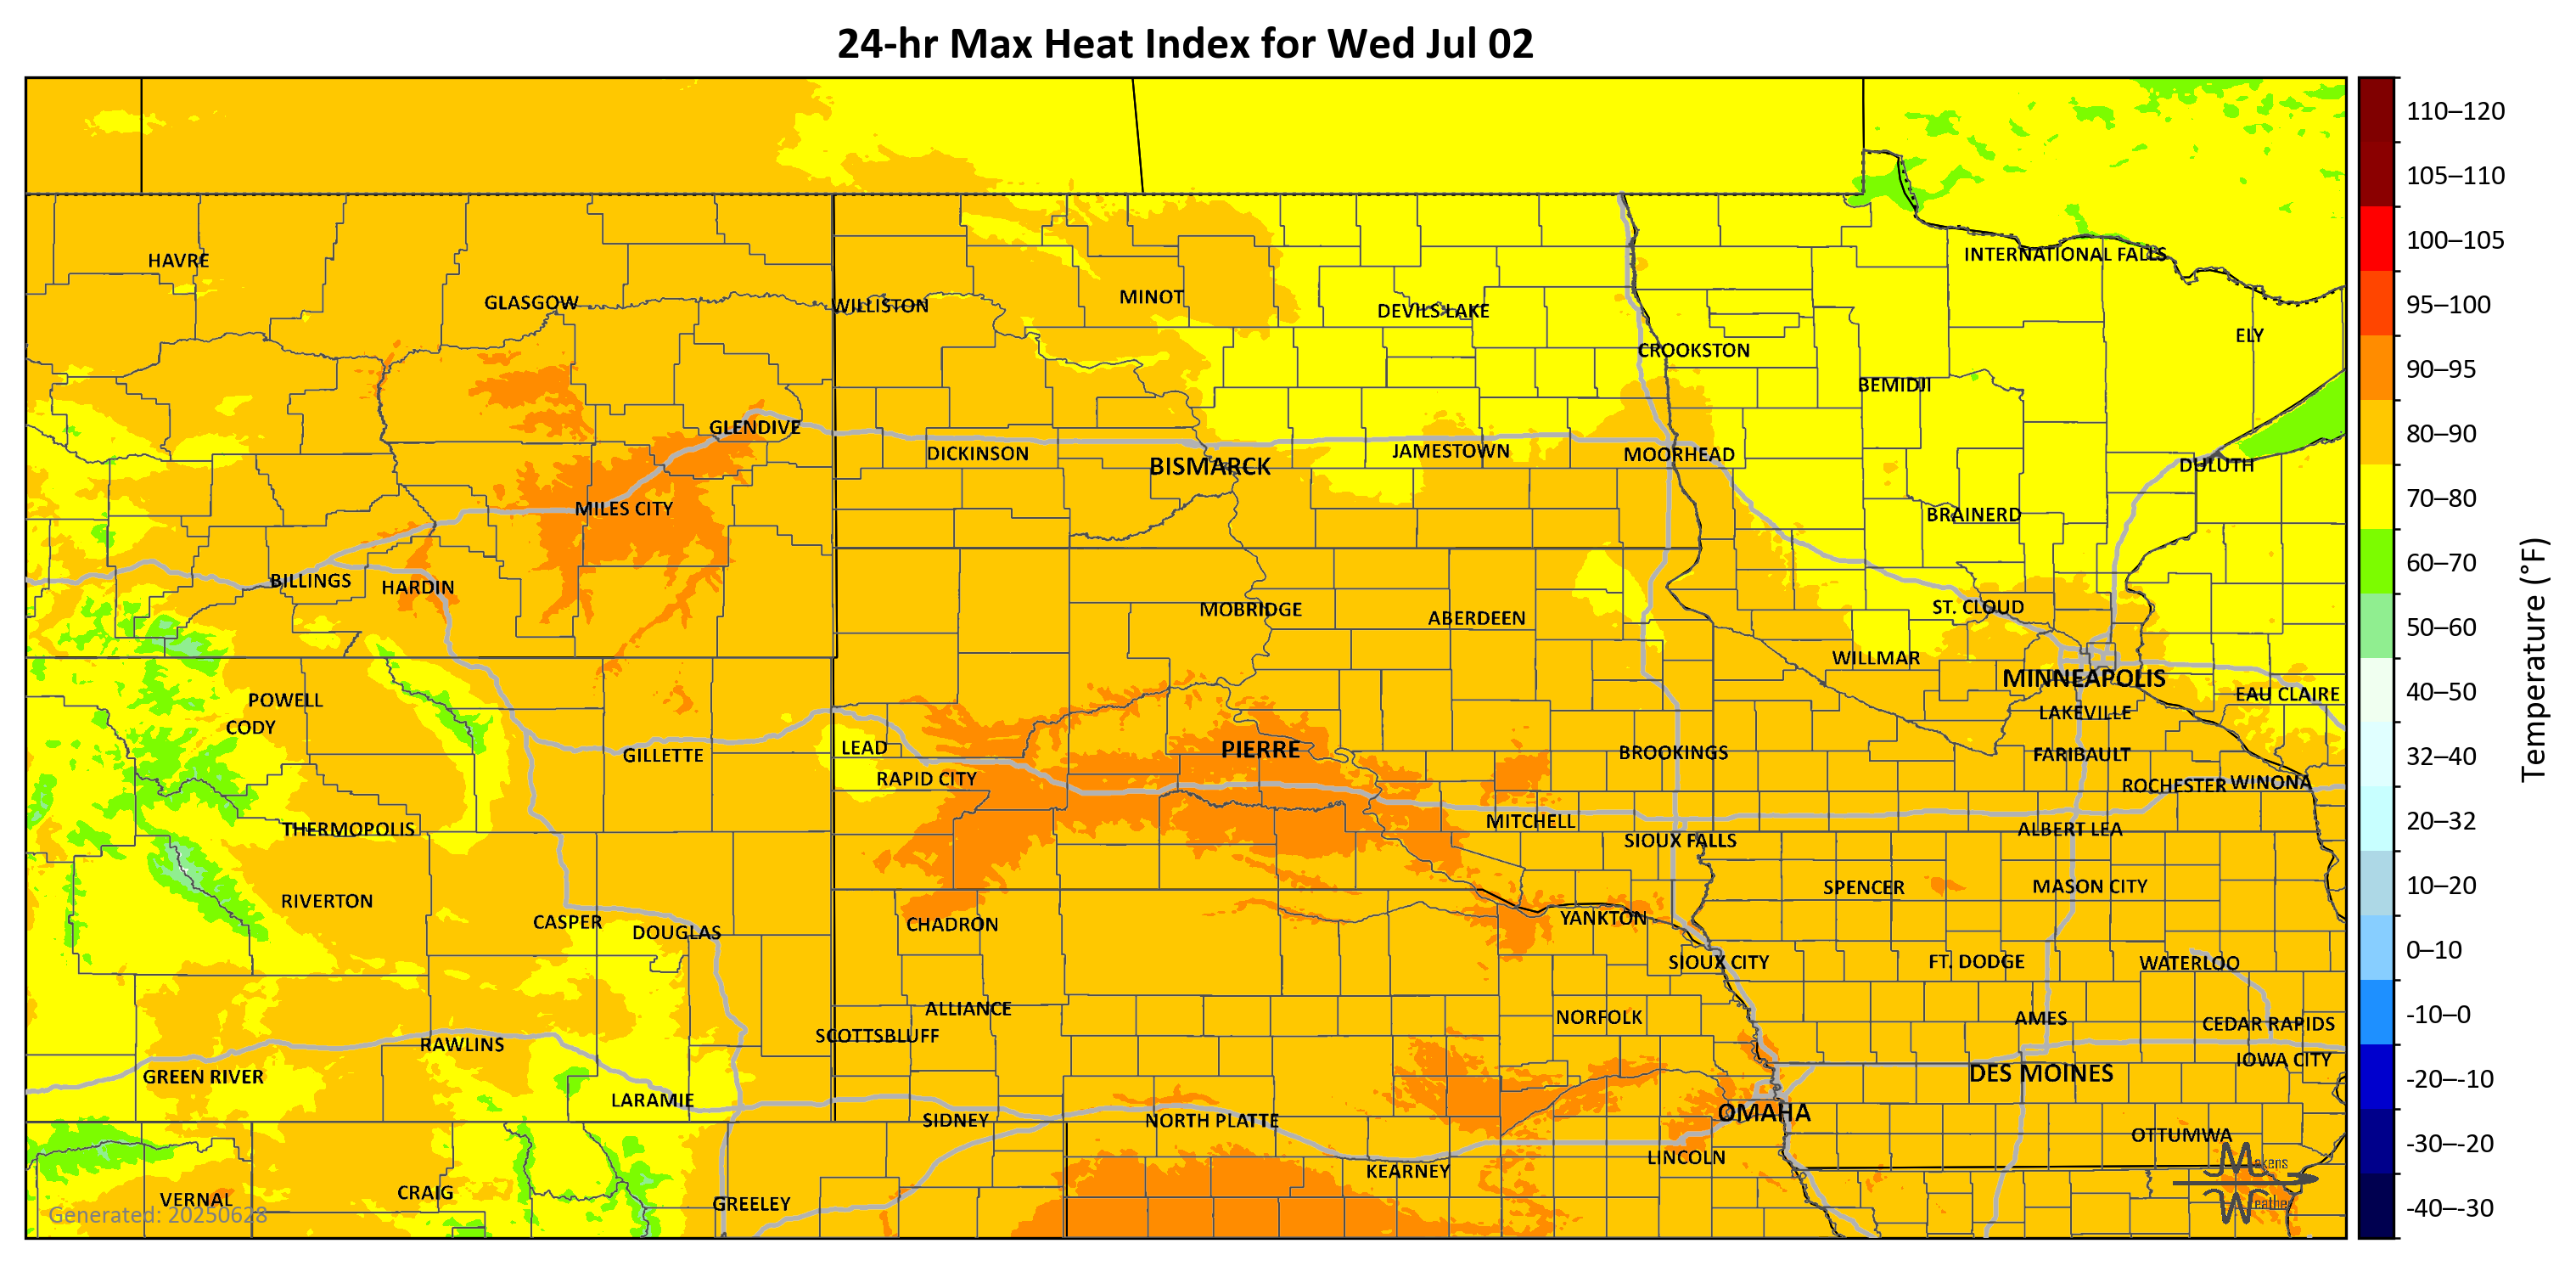 24-hr Max Heat Index for Wed Jul 02
HAVRE
INTERNATIONAL FALLS
GLASGOW
WILLISTON
MINOT
DEVILS LAKE
ELY
CROOKSTON
BEMIDJI
GLENDIVE
DICKINSON
BISMARCK
JAMESTOWN
MOORHEAD
DULUTH
MILES CITY
BRAINERD
BILLINGS
HARDIN
MOBRIDGE
ABERDEEN
ST. CLOUD
WILLMAR
MINNEAPOLIS
POWELL
EAU CLAIRE
CODY
LAKEVILLE
GILLETTE
LEAD
PIERRE
BROOKINGS
FARIBAULT
RAPID CITY
ROCHESTER
WINONA
THERMOPOLIS
MITCHELL
ALBERT LEA
SIOUX FALLS
RIVERTON
SPENCER
MASON CITY
CASPER
DOUGLAS
CHADRON
YANKTON
SIOUX CITY
FT. DODGE
WATERLOO
ALLIANCE
NORFOLK
AMES
CEDAR RAPIDS
RAWLINS
SCOTTSBLUFF
IOWA CITY
GREEN RIVER
DES MOINES
LARAMIE
SIDNEY
NORTH PLATTE
OMAHA
OTTUMWA
KEARNEY
LINCOLN
VERNAL
CRAIG
GREELEY
Generated: 20250628
Makens
Weather
110–120
105–110
100–105
95–100
90–95
80–90
70–80
60–70
50–60
40–50
32–40
20–32
10–20
0–10
-10–0
-20–-10
-30–-20
-40–-30
Temperature (°F)